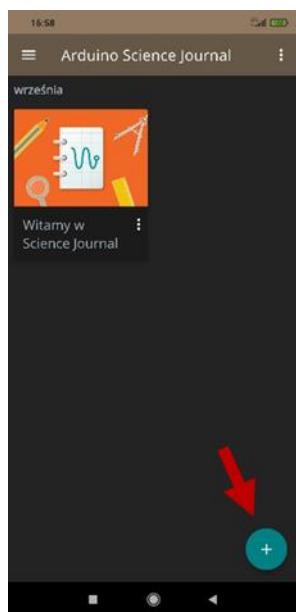 16:58
Arduino Science Journal
września
Witamy w
Science Journal